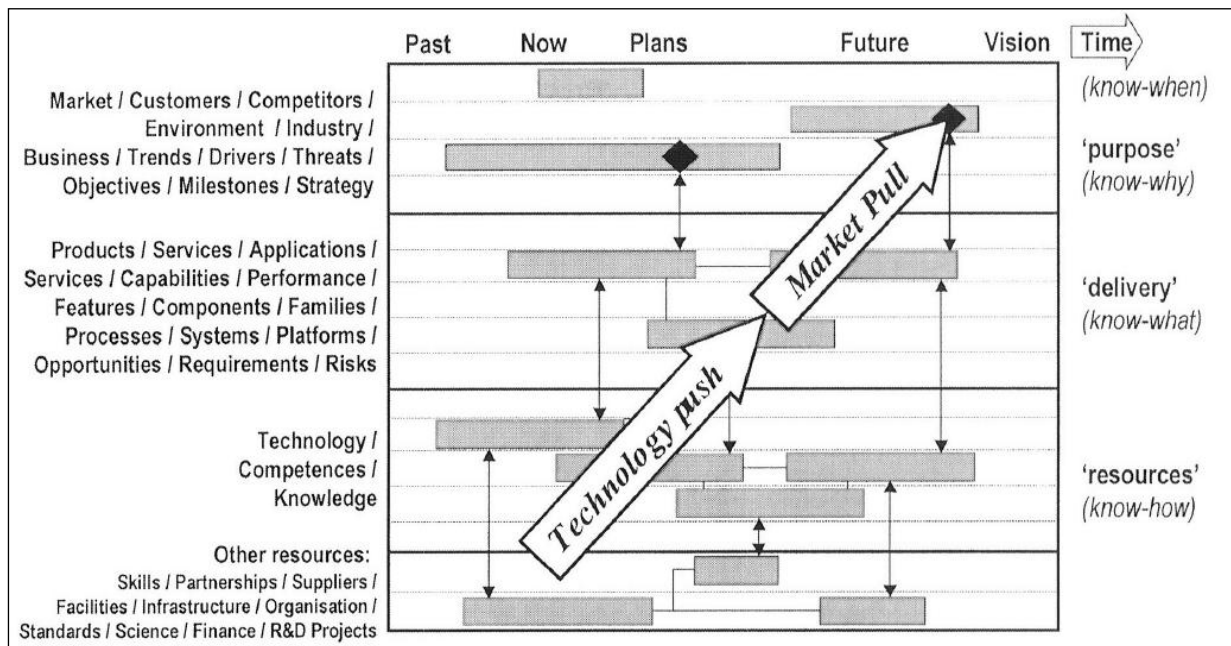 Past Now Plans Future Vision Time
(know-when)
Market / Customers / Competitors /
Environment / Industry /
Business / Trends / Drivers / Threats /
Objectives / Milestones / Strategy
'purpose'
(know-why)
Products / Services / Applications /
Services / Capabilities / Performance /
Features / Components / Families /
Processes / Systems / Platforms /
Opportunities / Requirements / Risks
'delivery'
(know-what)
Market Pull
Technology push
Technology /
Competences /
Knowledge
'resources'
(know-how)
Other resources:
Skills / Partnerships / Suppliers /
Facilities / Infrastructure / Organisation /
Standards / Science / Finance / R&D Projects